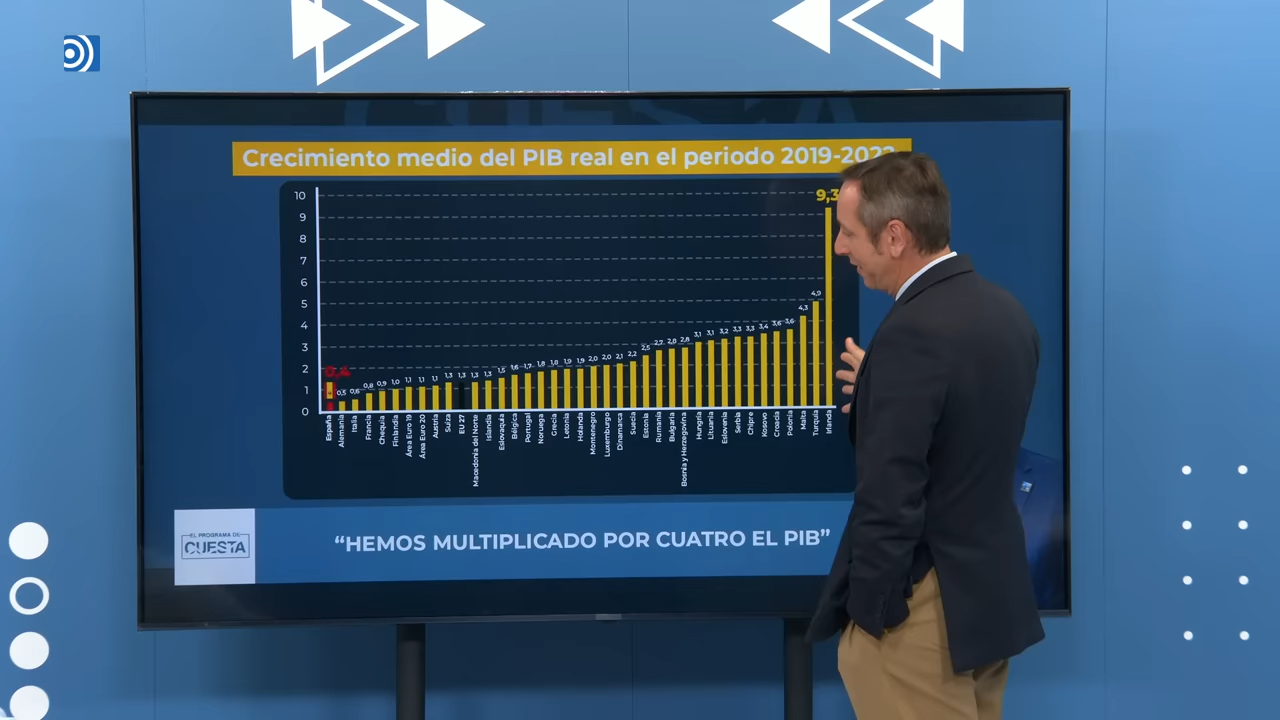 CUESTA
Crecimiento medio del PIB real en el periodo 2019-2022
10
9
8
7
6
5
4
3
2
1
0
0,5
0,6
0,8
0,9
1,0
1,1
1,1
1,1
1,3
1,3
1,3
1,3
1,5
1,6
1,7
1,8
1,8
1,9
1,9
2,0
2,0
2,1
2,2
2,5
2,7
2,8
2,8
3,1
3,1
3,2
3,3
3,3
3,4
3,6
3,6
4,3
4,9
9,3
España
Alemania
Italia
Francia
Chequia
Finlandia
Área Euro 19
Área Euro 20
Austria
Suiza
EU 27
Macedonia del Norte
Islandia
Eslovaquia
Bélgica
Portugal
Noruega
Grecia
Letonia
Holanda
Montenegro
Luxemburgo
Dinamarca
Suecia
Estonia
Rumanía
Bulgaria
Bosnia y Herzegovina
Hungría
Lituania
Eslovenia
Serbia
Chipre
Kosovo
Croacia
Polonia
Malta
Turquía
Irlanda
EL PROGRAMA DE
CUESTA
“HEMOS MULTIPLICADO POR CUATRO EL PIB”